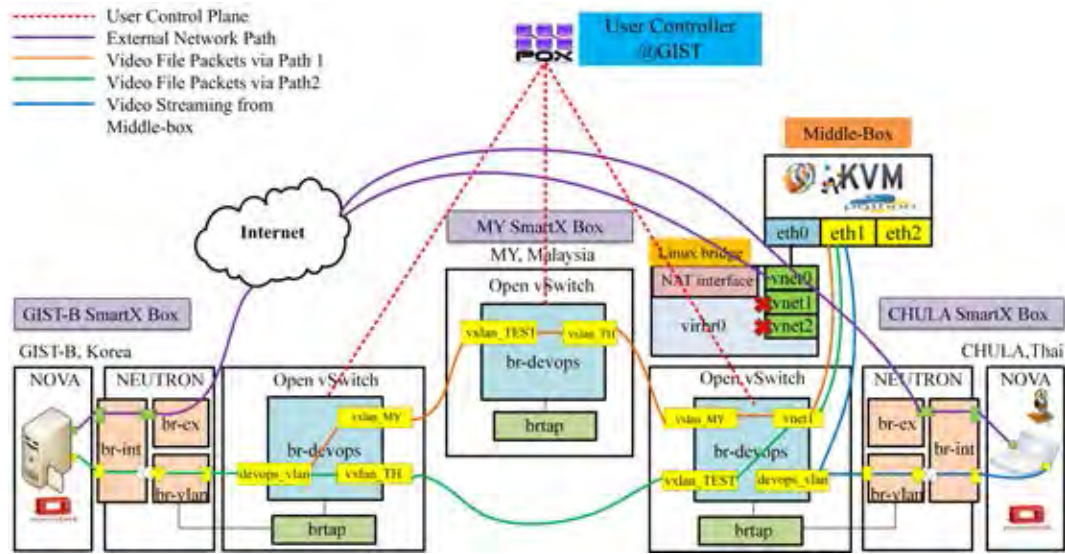 User Control Plane
External Network Path
Video File Packets via Path 1
Video File Packets via Path2
Video Streaming from
Middle-box
POX
User Controller
@GIST
Middle-Box
KVM
eth0
eth1
eth2
Internet
MY SmartX Box
MY, Malaysia
Open vSwitch
vxlan_TEST
vxlan_TH
br-devops
brtap
Linux bridge
NAT interface
virbr0
vnet0
vnet1
vnet2
GIST-B SmartX Box
GIST-B, Korea
NOVA
NEUTRON
br-int
br-ex
br-vlan
Open vSwitch
vxlan_MY
br-devops
devops_vlan
vxlan_TH
brtap
CHULA SmartX Box
CHULA,Thai
Open vSwitch
vxlan_MY
vnet1
br-devops
vxlan_TEST
devops_vlan
brtap
NEUTRON
br-ex
br-int
br-vlan
NOVA